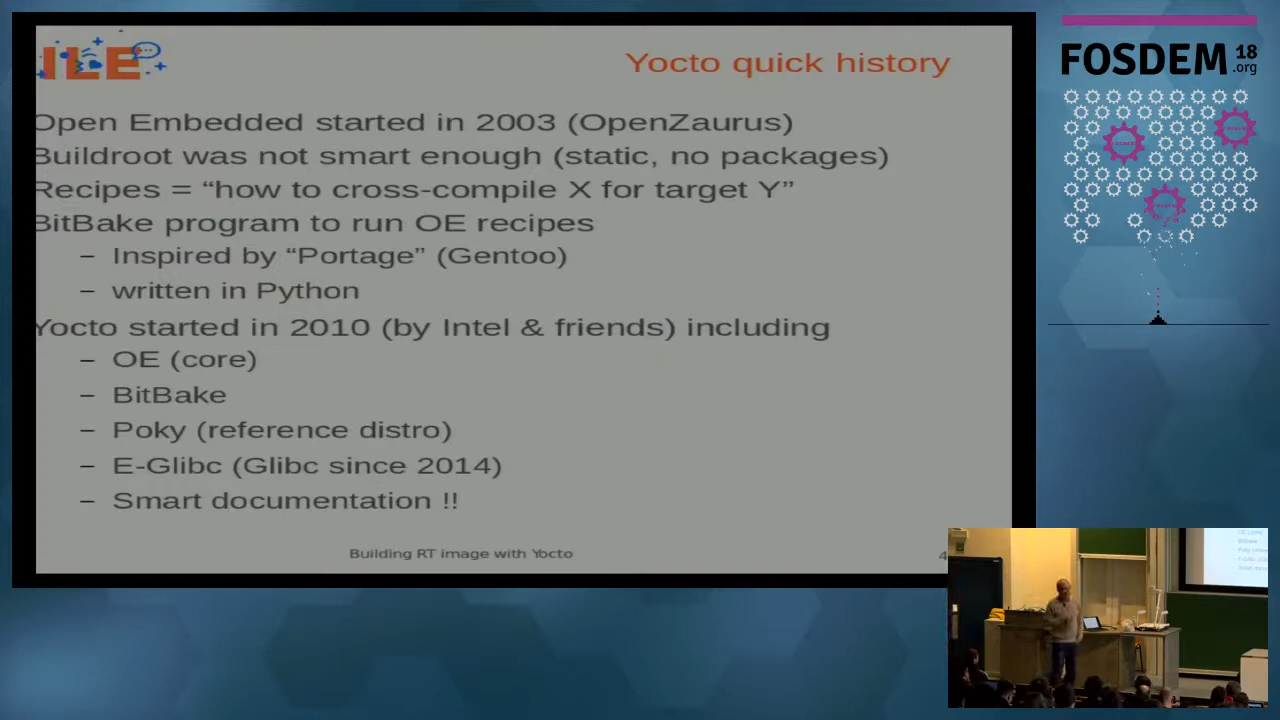 ILE
Yocto quick history
Open Embedded started in 2003 (OpenZaurus)
Buildroot was not smart enough (static, no packages)
Recipes = “how to cross-compile X for target Y”
BitBake program to run OE recipes
– Inspired by “Portage” (Gentoo)
– written in Python
Yocto started in 2010 (by Intel & friends) including
– OE (core)
– BitBake
– Poky (reference distro)
– E-Glibc (Glibc since 2014)
– Smart documentation !!
Building RT image with Yocto
4
FOSDEM 18
.org